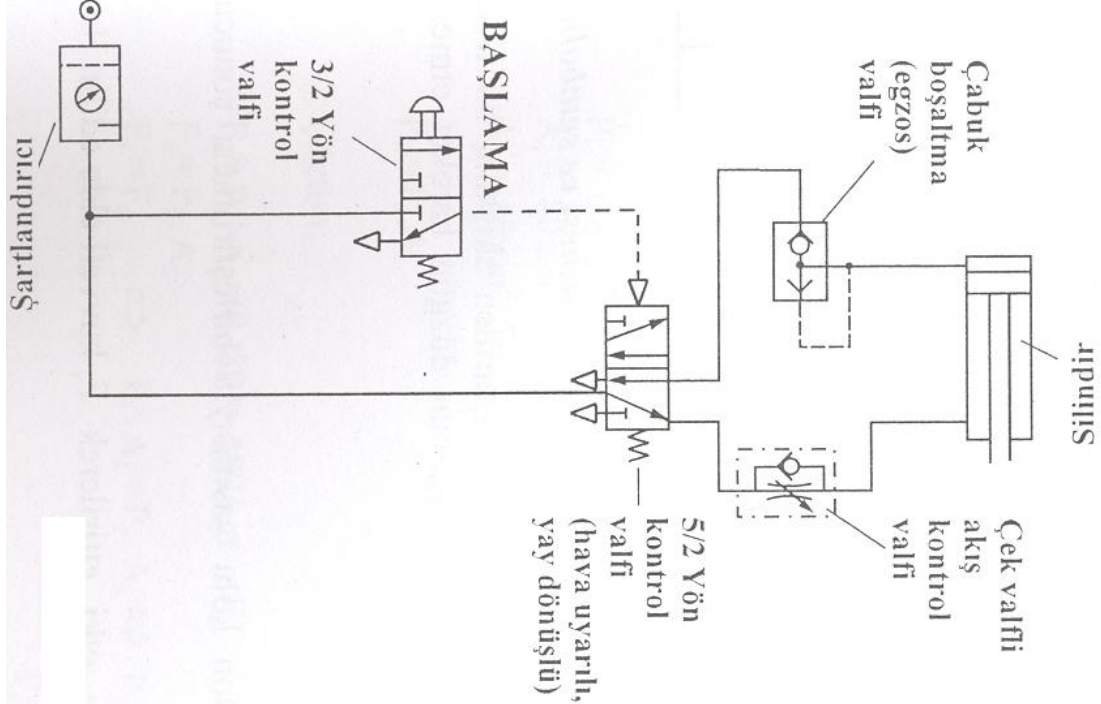 Silindir
Çabuk
boşaltma
(egzos)
valfi
Çek valfli
akış
kontrol
valfi
BAŞLAMA
3/2 Yön
kontrol
valfi
5/2 Yön
kontrol
valfi
(hava uyarılı,
yay dönüşlü)
Şartlandırıcı